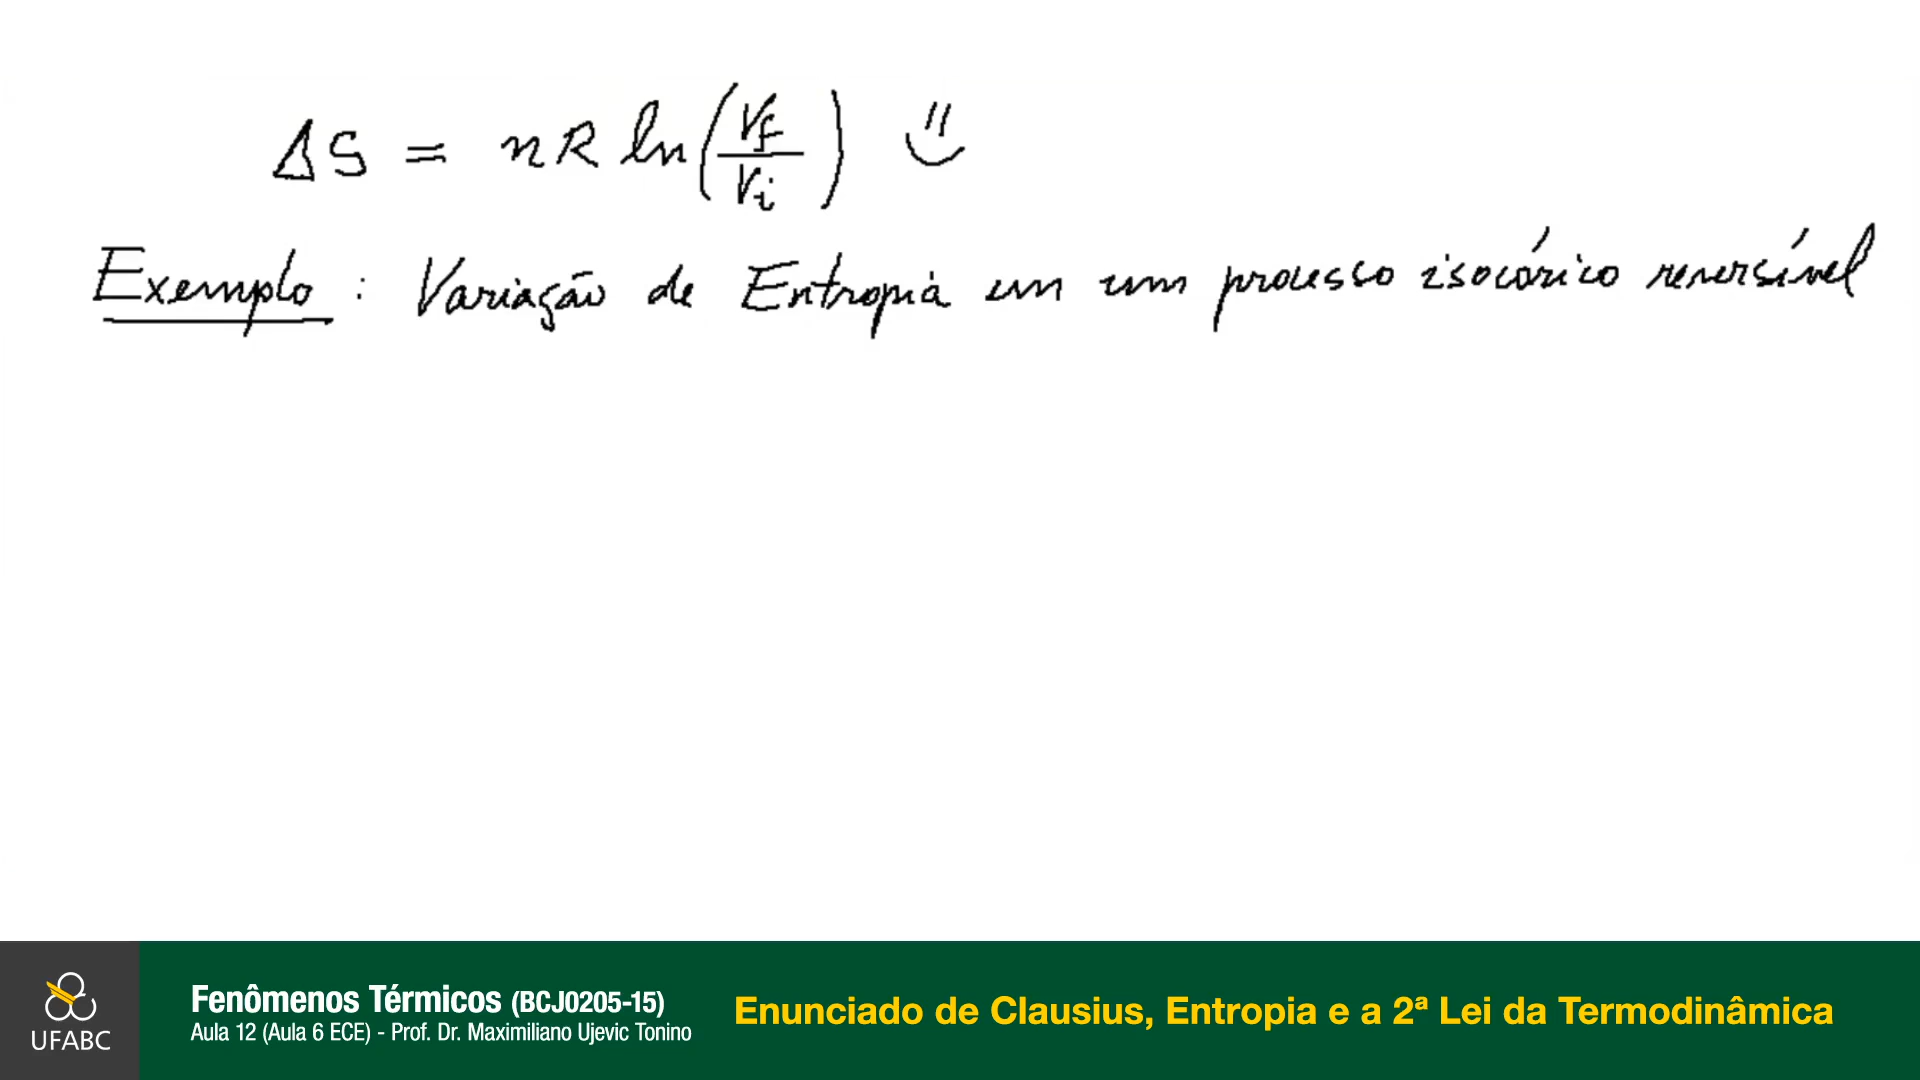 ΔS = nR ln(Vf/Vi)
Exemplo : Variação de Entropia em um processo isocórico reversível
UFABC
Fenômenos Térmicos (BCJ0205-15)
Aula 12 (Aula 6 ECE) - Prof. Dr. Maximiliano Ujevic Tonino
Enunciado de Clausius, Entropia e a 2ª Lei da Termodinâmica